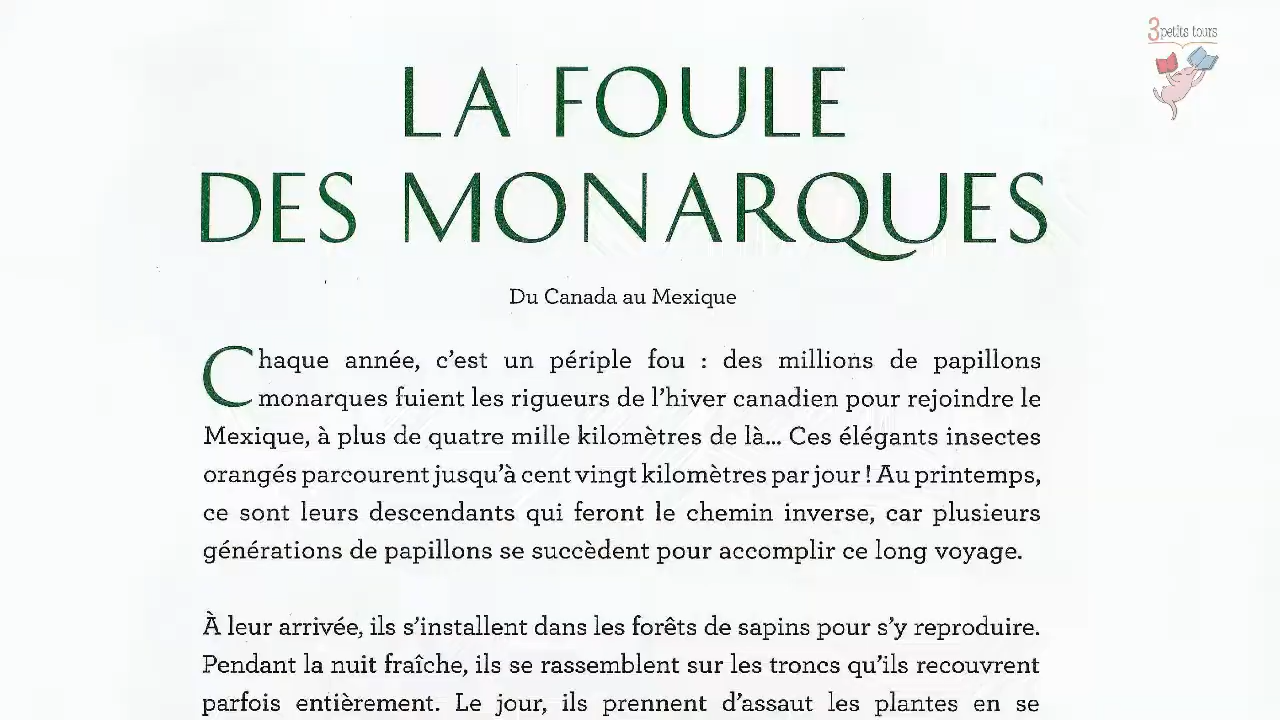 3 petits tours
LA FOULE
DES MONARQUES
Du Canada au Mexique
Chaque année, c'est un périple fou : des millions de papillons
monarques fuient les rigueurs de l'hiver canadien pour rejoindre le
Mexique, à plus de quatre mille kilomètres de là... Ces élégants insectes
orangés parcourent jusqu'à cent vingt kilomètres par jour ! Au printemps,
ce sont leurs descendants qui feront le chemin inverse, car plusieurs
générations de papillons se succèdent pour accomplir ce long voyage.
À leur arrivée, ils s'installent dans les forêts de sapins pour s'y reproduire.
Pendant la nuit fraîche, ils se rassemblent sur les troncs qu'ils recouvrent
parfois entièrement. Le jour, ils prennent d'assaut les plantes en se